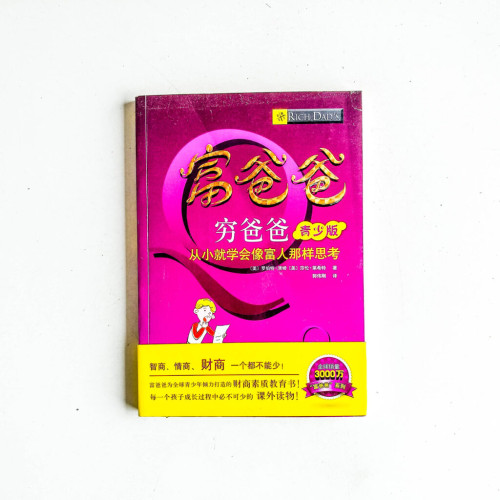 RICH DAD'S
富爸爸
穷爸爸 青少版
从小就学会像富人那样思考
智商、情商、财商 一个都不能少!
富爸爸为全球青少年倾力打造的财商素质教育书!
每一个孩子成长过程中必不可少的 课外读物!
全球销量
3000万